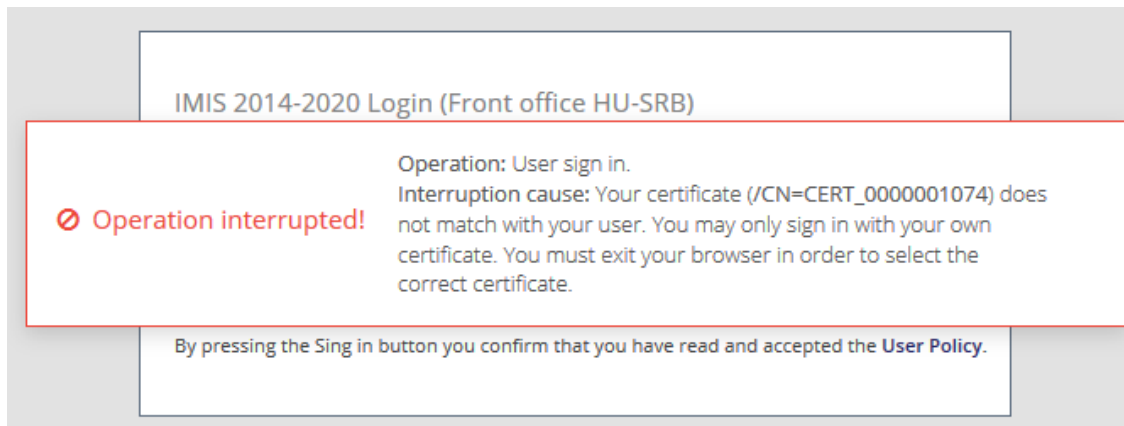 IMIS 2014-2020 Login (Front office HU-SRB)
Operation interrupted!
Operation: User sign in.
Interruption cause: Your certificate (/CN=CERT_0000001074) does
not match with your user. You may only sign in with your own
certificate. You must exit your browser in order to select the
correct certificate.
By pressing the Sing in button you confirm that you have read and accepted the User Policy.